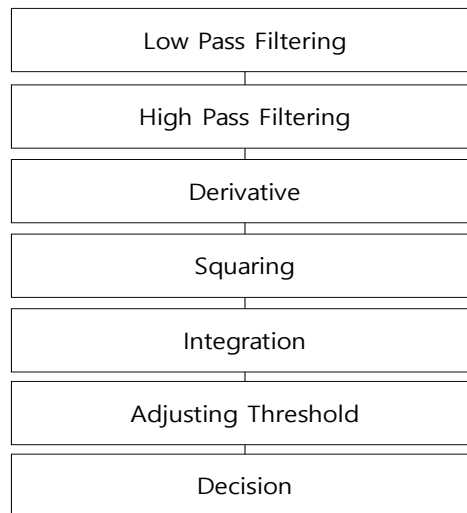 Low Pass Filtering
High Pass Filtering
Derivative
Squaring
Integration
Adjusting Threshold
Decision